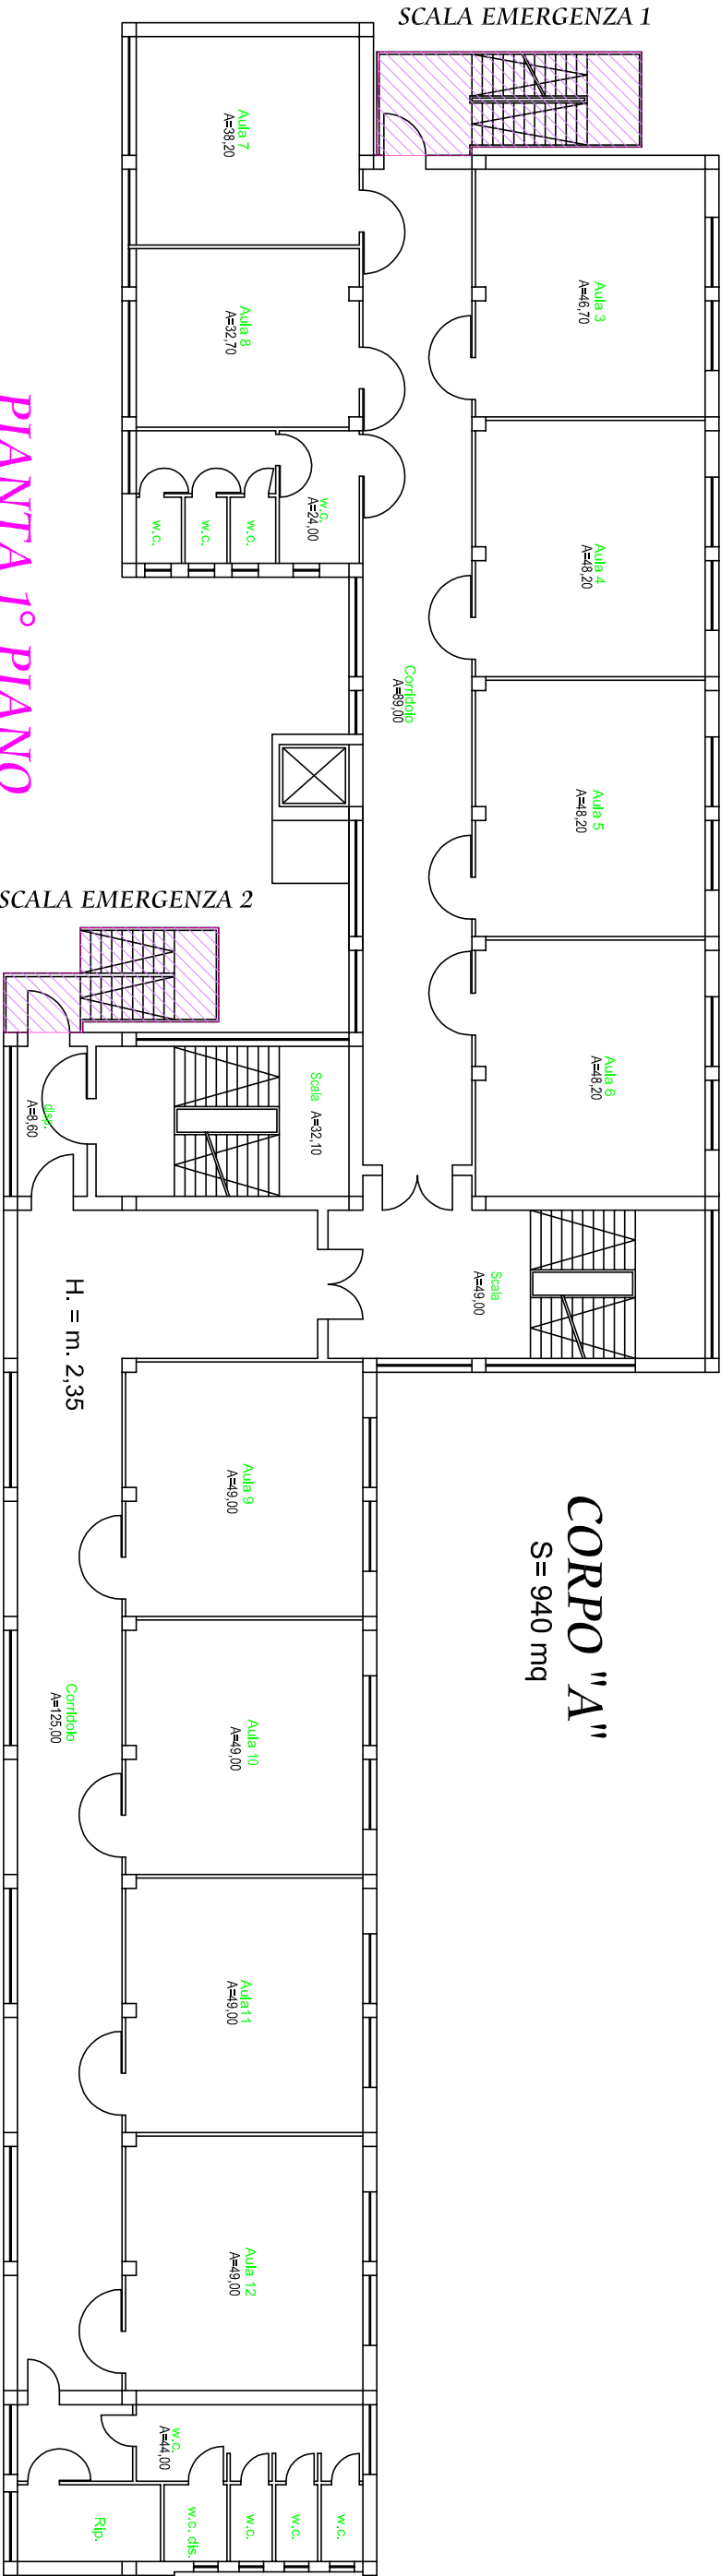 SCALA EMERGENZA 1
Aula 7
A=38,20
Aula 3
A=46,70
Aula 8
A=32,70
w.c.
A=24,00
w.c.
w.c.
w.c.
Aula 4
A=48,20
Corridoio
A=89,00
PIANTA 1° PIANO
Aula 5
A=48,20
SCALA EMERGENZA 2
Aula 6
A=48,20
Scala A=32,10
disp.
A=8,60
Scala
A=49,00
H. = m. 2,35
Aula 9
A=49,00
CORPO "A"
S= 940 mq
Corridoio
A=125,00
Aula 10
A=49,00
Aula11
A=49,00
Aula 12
A=49,00
w.c.
A=44,00
Rip.
w.c. dis.
w.c.
w.c.
w.c.